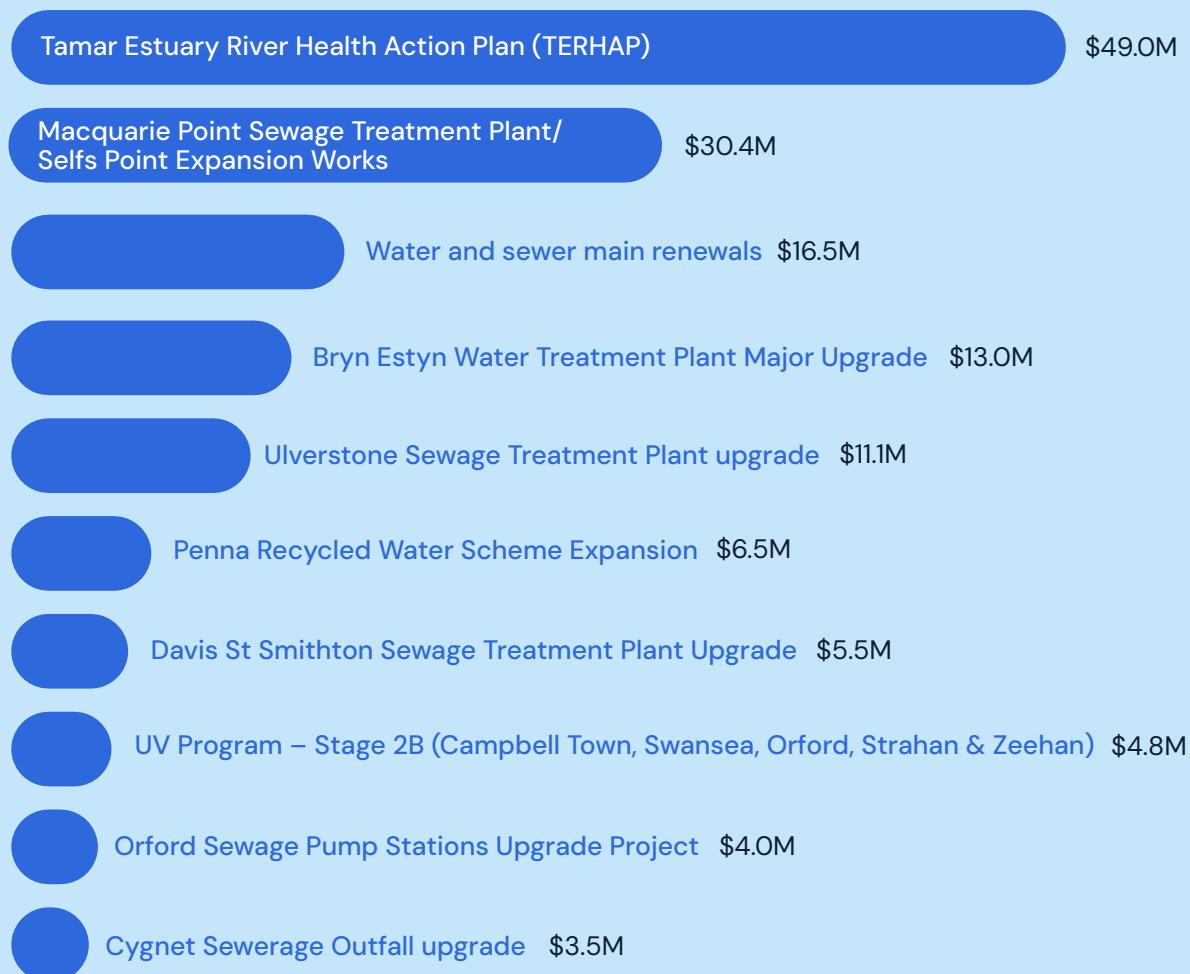 Tamar Estuary River Health Action Plan (TERHAP) $49.0M
Macquarie Point Sewage Treatment Plant/
Selfs Point Expansion Works $30.4M
Water and sewer main renewals $16.5M
Bryn Estyn Water Treatment Plant Major Upgrade $13.0M
Ulverstone Sewage Treatment Plant upgrade $11.1M
Penna Recycled Water Scheme Expansion $6.5M
Davis St Smithton Sewage Treatment Plant Upgrade $5.5M
UV Program – Stage 2B (Campbell Town, Swansea, Orford, Strahan & Zeehan) $4.8M
Orford Sewage Pump Stations Upgrade Project $4.0M
Cygnet Sewerage Outfall upgrade $3.5M